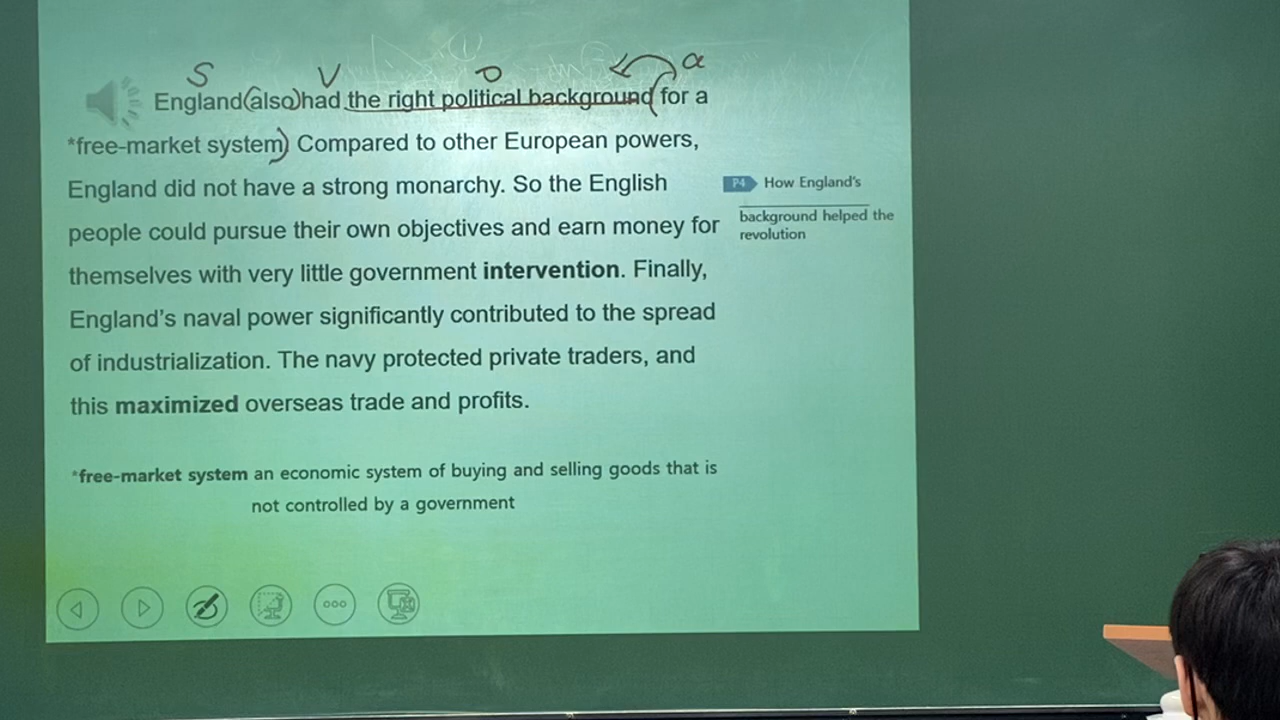 S V O a
England(also)had the right political background(for a
*free-market system) Compared to other European powers,
England did not have a strong monarchy. So the English
people could pursue their own objectives and earn money for
themselves with very little government intervention. Finally,
England's naval power significantly contributed to the spread
of industrialization. The navy protected private traders, and
this maximized overseas trade and profits.
P4 How England's
background helped the
revolution
*free-market system an economic system of buying and selling goods that is
not controlled by a government